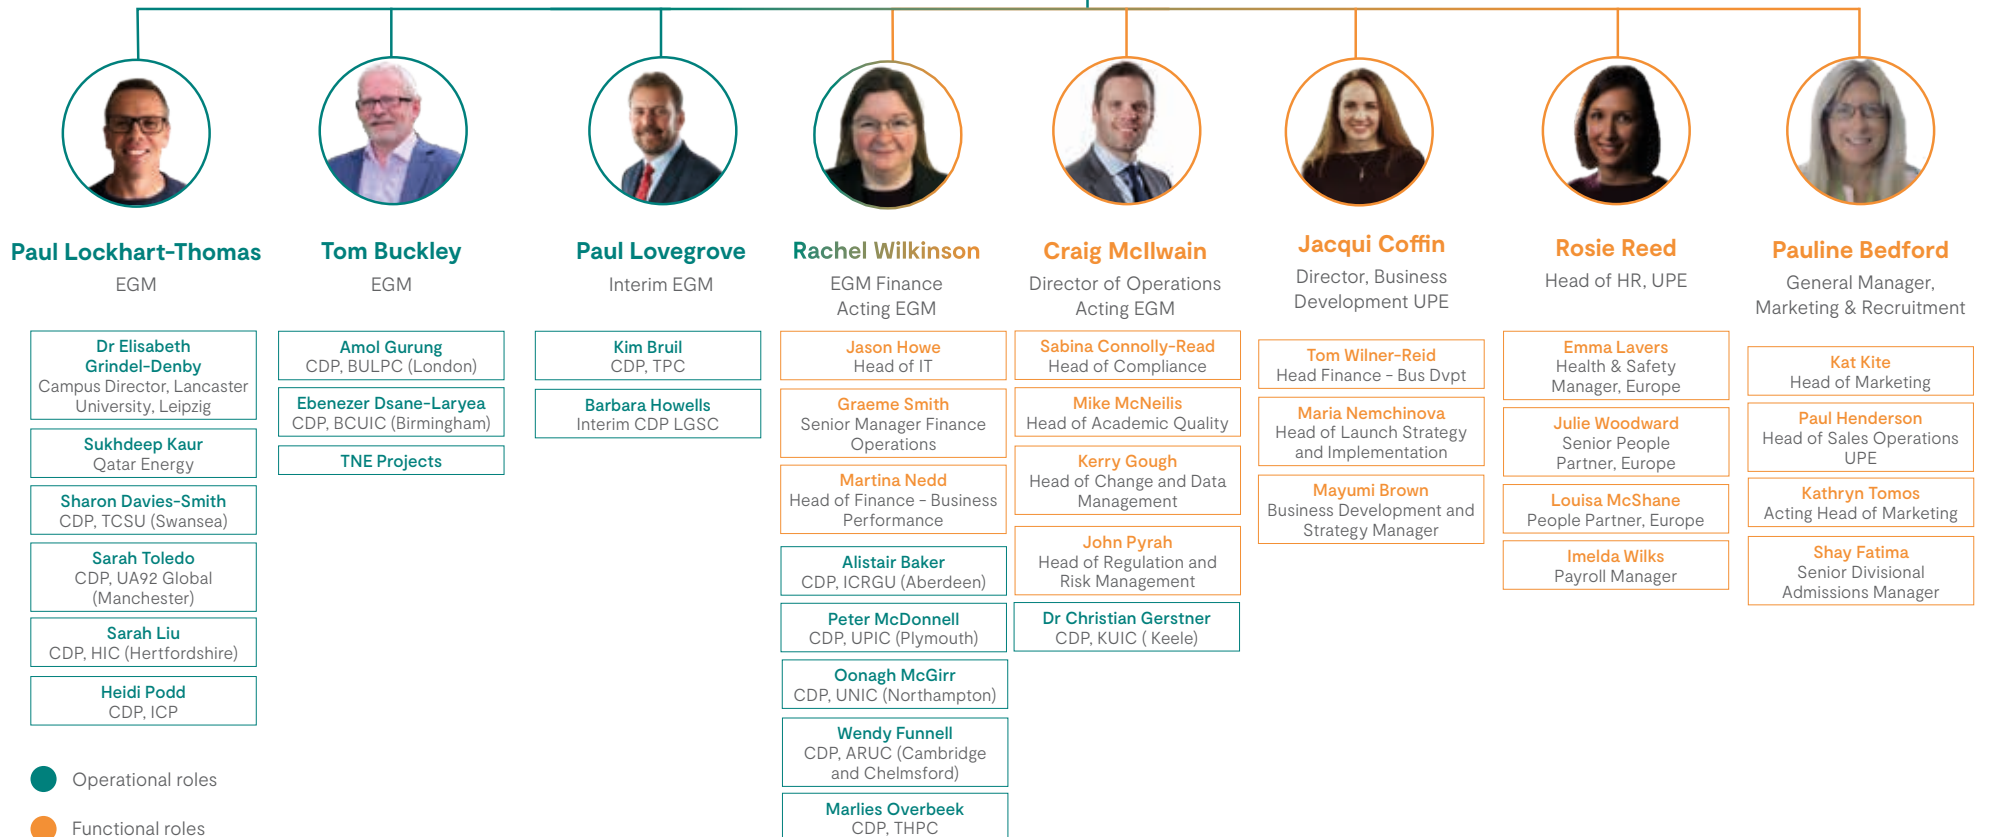 Paul Lockhart-Thomas
EGM
Dr Elisabeth
Grindel-Denby
Campus Director, Lancaster
University, Leipzig
Sukhdeep Kaur
Qatar Energy
Sharon Davies-Smith
CDP, TCSU (Swansea)
Sarah Toledo
CDP, UA92 Global
(Manchester)
Sarah Liu
CDP, HIC (Hertfordshire)
Heidi Podd
CDP, ICP
Tom Buckley
EGM
Amol Gurung
CDP, BULPC (London)
Ebenezer Dsane-Laryea
CDP, BCUIC (Birmingham)
TNE Projects
Paul Lovegrove
Interim EGM
Kim Bruil
CDP, TPC
Barbara Howells
Interim CDP LGSC
Rachel Wilkinson
EGM Finance
Acting EGM
Jason Howe
Head of IT
Graeme Smith
Senior Manager Finance
Operations
Martina Nedd
Head of Finance - Business
Performance
Alistair Baker
CDP, ICRGU (Aberdeen)
Peter McDonnell
CDP, UPIC (Plymouth)
Oonagh McGirr
CDP, UNIC (Northampton)
Wendy Funnell
CDP, ARUC (Cambridge
and Chelmsford)
Marlies Overbeek
CDP, THPC
Craig McIlwain
Director of Operations
Acting EGM
Sabina Connolly-Read
Head of Compliance
Mike McNeilis
Head of Academic Quality
Kerry Gough
Head of Change and Data
Management
John Pyrah
Head of Regulation and
Risk Management
Dr Christian Gerstner
CDP, KUIC ( Keele)
Jacqui Coffin
Director, Business
Development UPE
Tom Wilner-Reid
Head Finance - Bus Dvpt
Maria Nemchinova
Head of Launch Strategy
and Implementation
Mayumi Brown
Business Development and
Strategy Manager
Rosie Reed
Head of HR, UPE
Emma Lavers
Health & Safety
Manager, Europe
Julie Woodward
Senior People
Partner, Europe
Louisa McShane
People Partner, Europe
Imelda Wilks
Payroll Manager
Pauline Bedford
General Manager,
Marketing & Recruitment
Kat Kite
Head of Marketing
Paul Henderson
Head of Sales Operations
UPE
Kathryn Tomos
Acting Head of Marketing
Shay Fatima
Senior Divisional
Admissions Manager
Operational roles
Functional roles